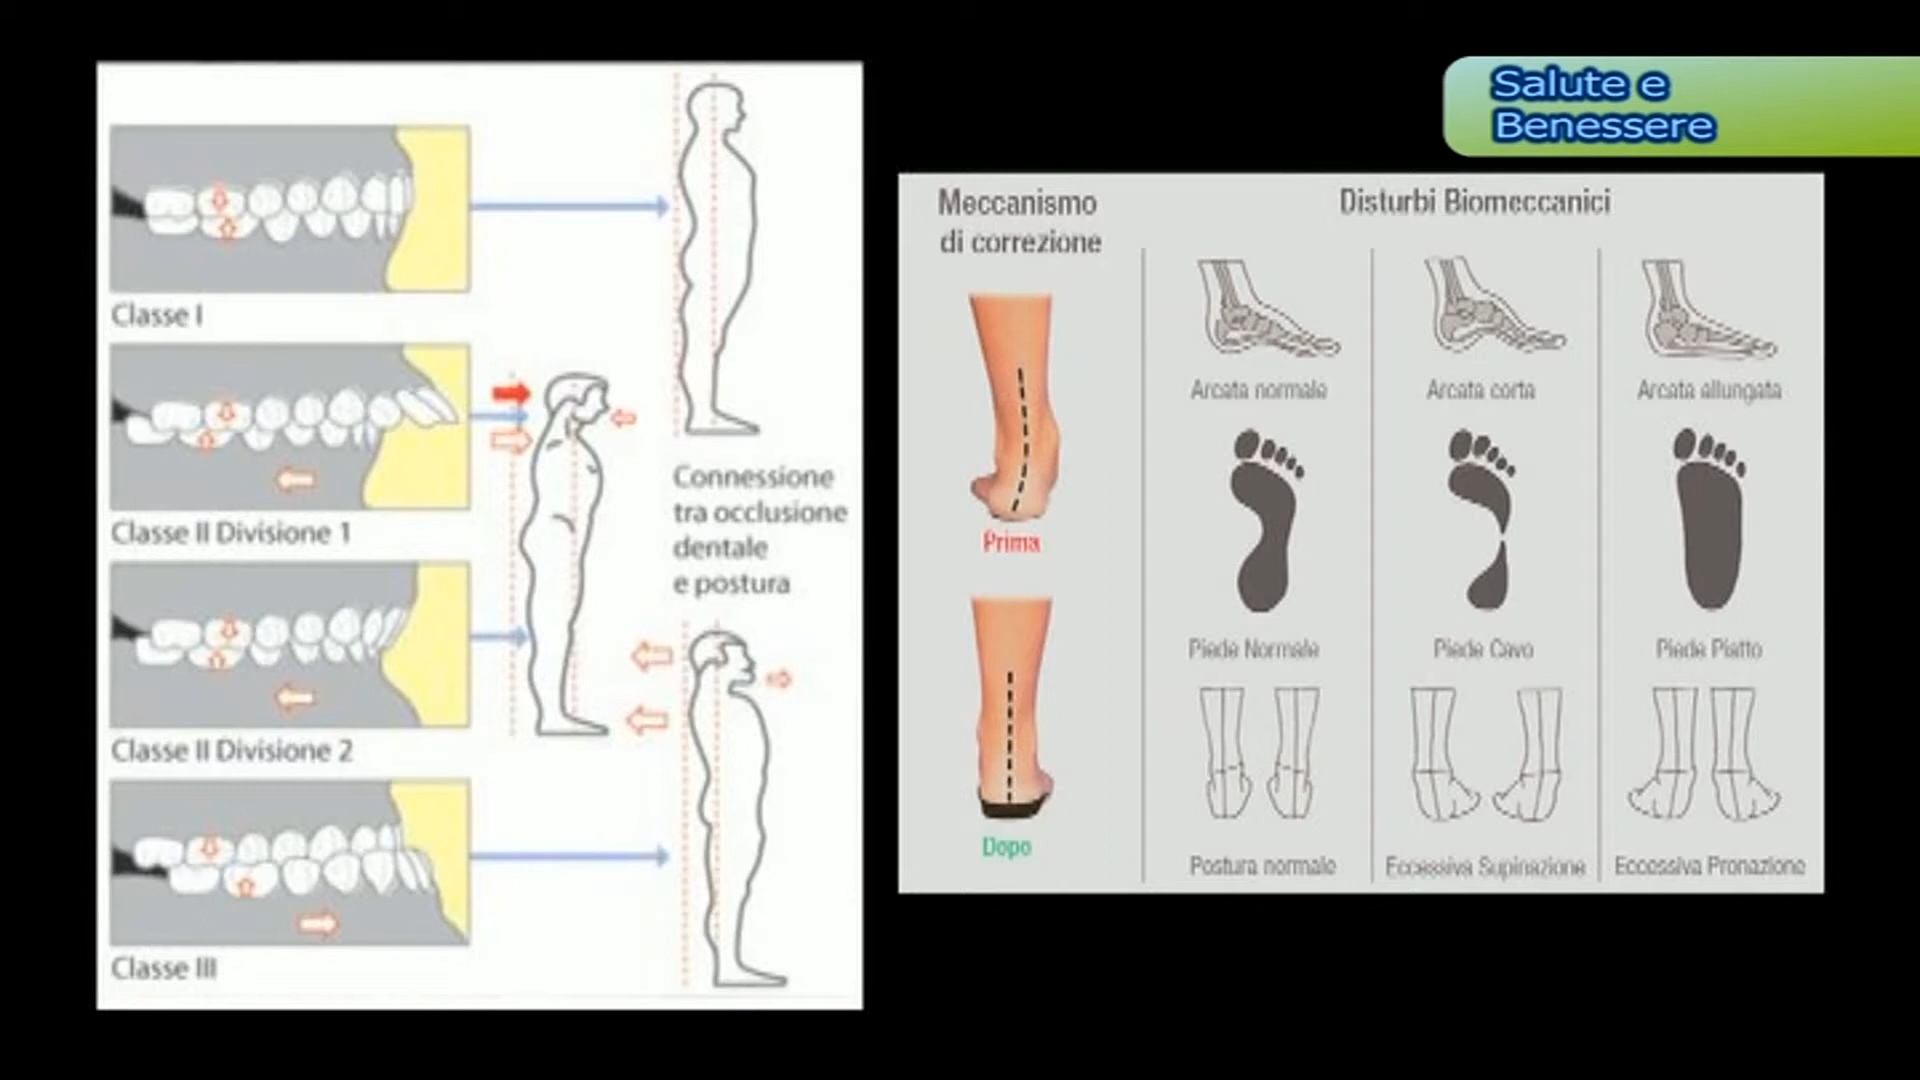 Salute e
Benessere
Classe I
Classe II Divisione 1
Classe II Divisione 2
Classe III
Connessione
tra occlusione
dentale
e postura
Meccanismo
di correzione
Prima
Dopo
Disturbi Biomeccanici
Arcata normale
Arcata corta
Arcata allungata
Piede Normale
Piede Cavo
Piede Piatto
Postura normale
Eccessiva Supinazione
Eccessiva Pronazione